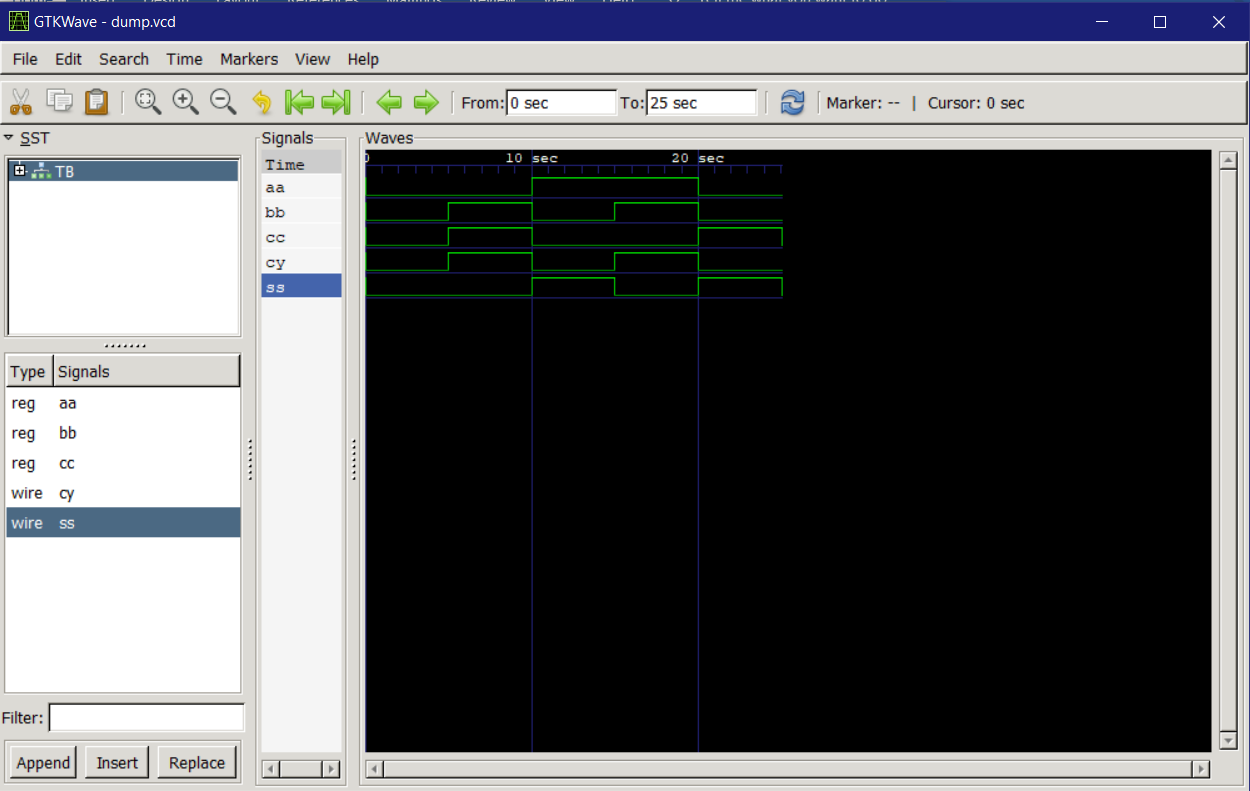 GTKWave - dump.vcd
File Edit Search Time Markers View Help
From: 0 sec To: 25 sec Marker: -- | Cursor: 0 sec
SST
TB
Type Signals
reg aa
reg bb
reg cc
wire cy
wire ss
Filter:
Append Insert Replace
Signals
Time
aa
bb
cc
cy
ss
Waves
0 10 sec 20 sec